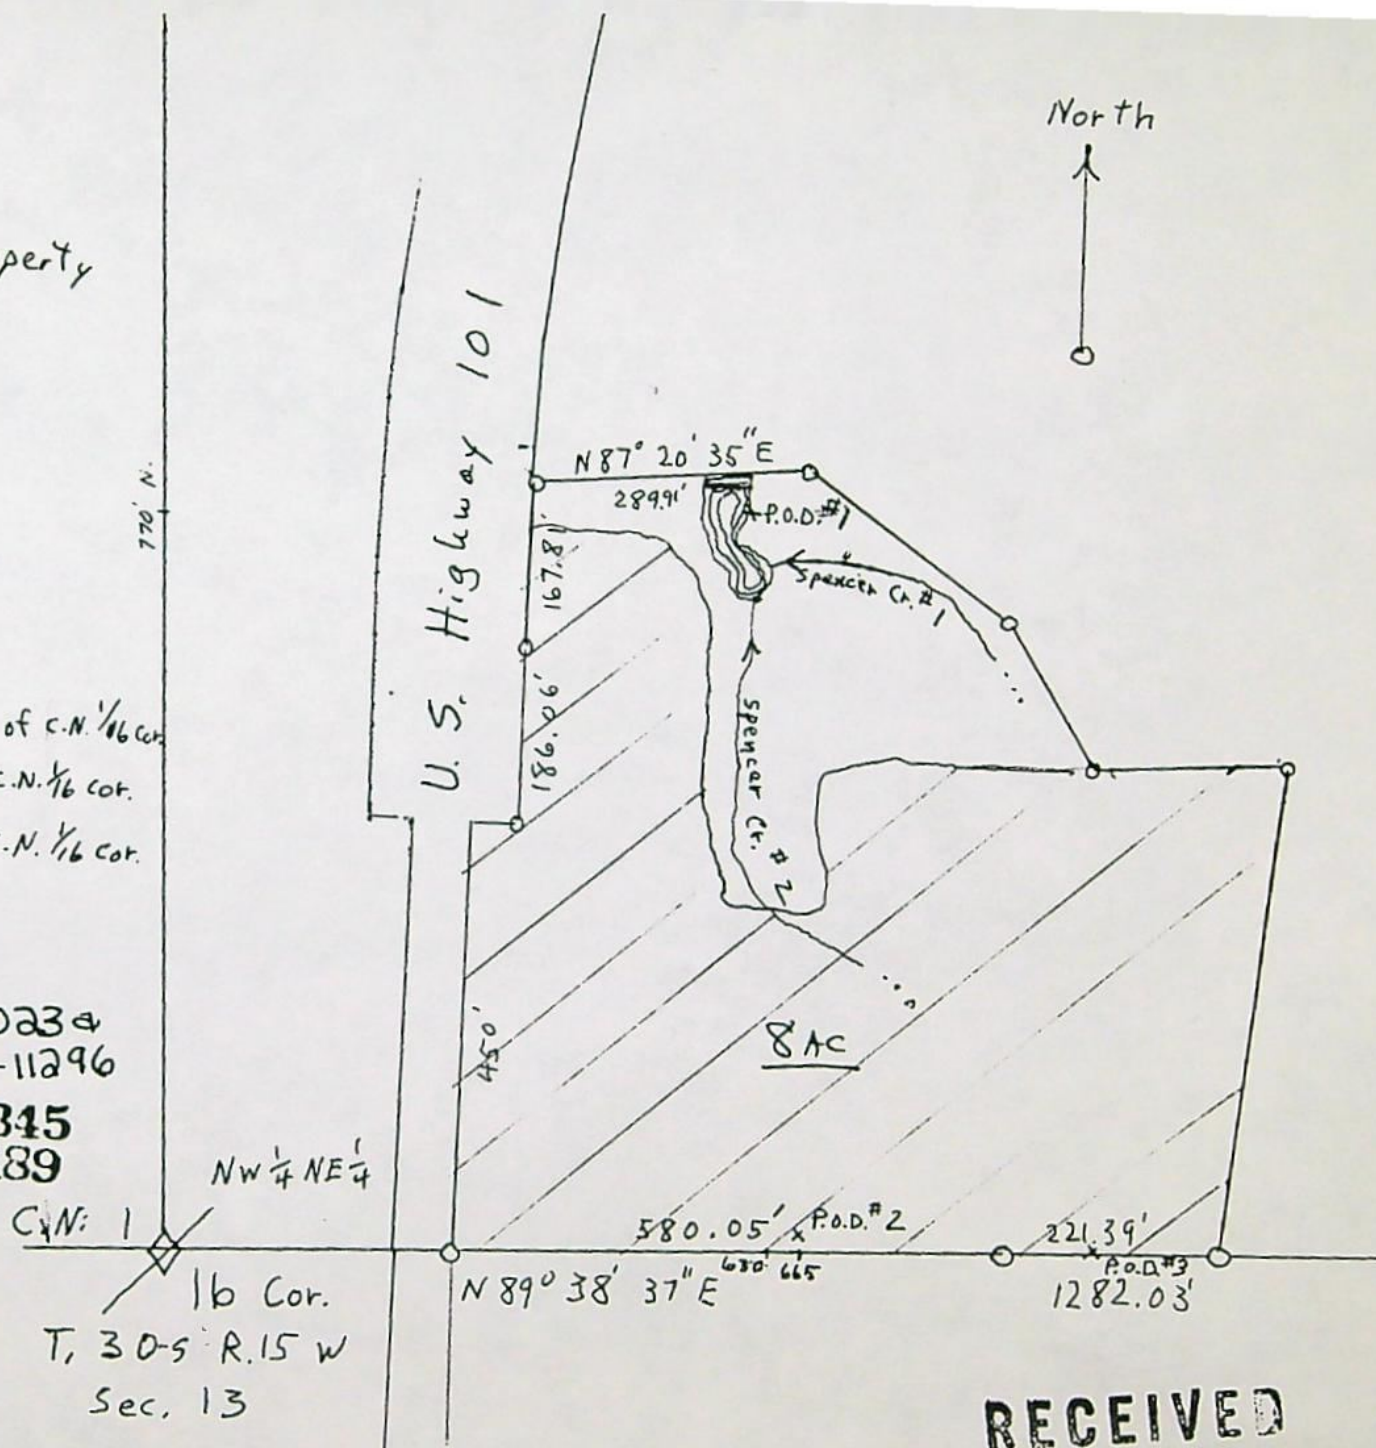 North
perty
U.S. Highway 101
N 87° 20' 35" E
289.91'
P.O.D. #1
770' N.
167.81
Spencer Cr. #1
186.06'
Spencer Cr. #2
of C.N. 1/16 Cor.
C.N. 1/16 cor.
.N. 1/16 cor.
023a
-11296
345
89
8 AC
450'
NW 1/4 NE 1/4
C.N: 1
580.05'
P.O.D. #2
221.39'
P.O.D. #3
665
N 89° 38' 37" E
1282.03'
16 Cor.
T. 30-S R.15 W
Sec. 13
RECEIVED